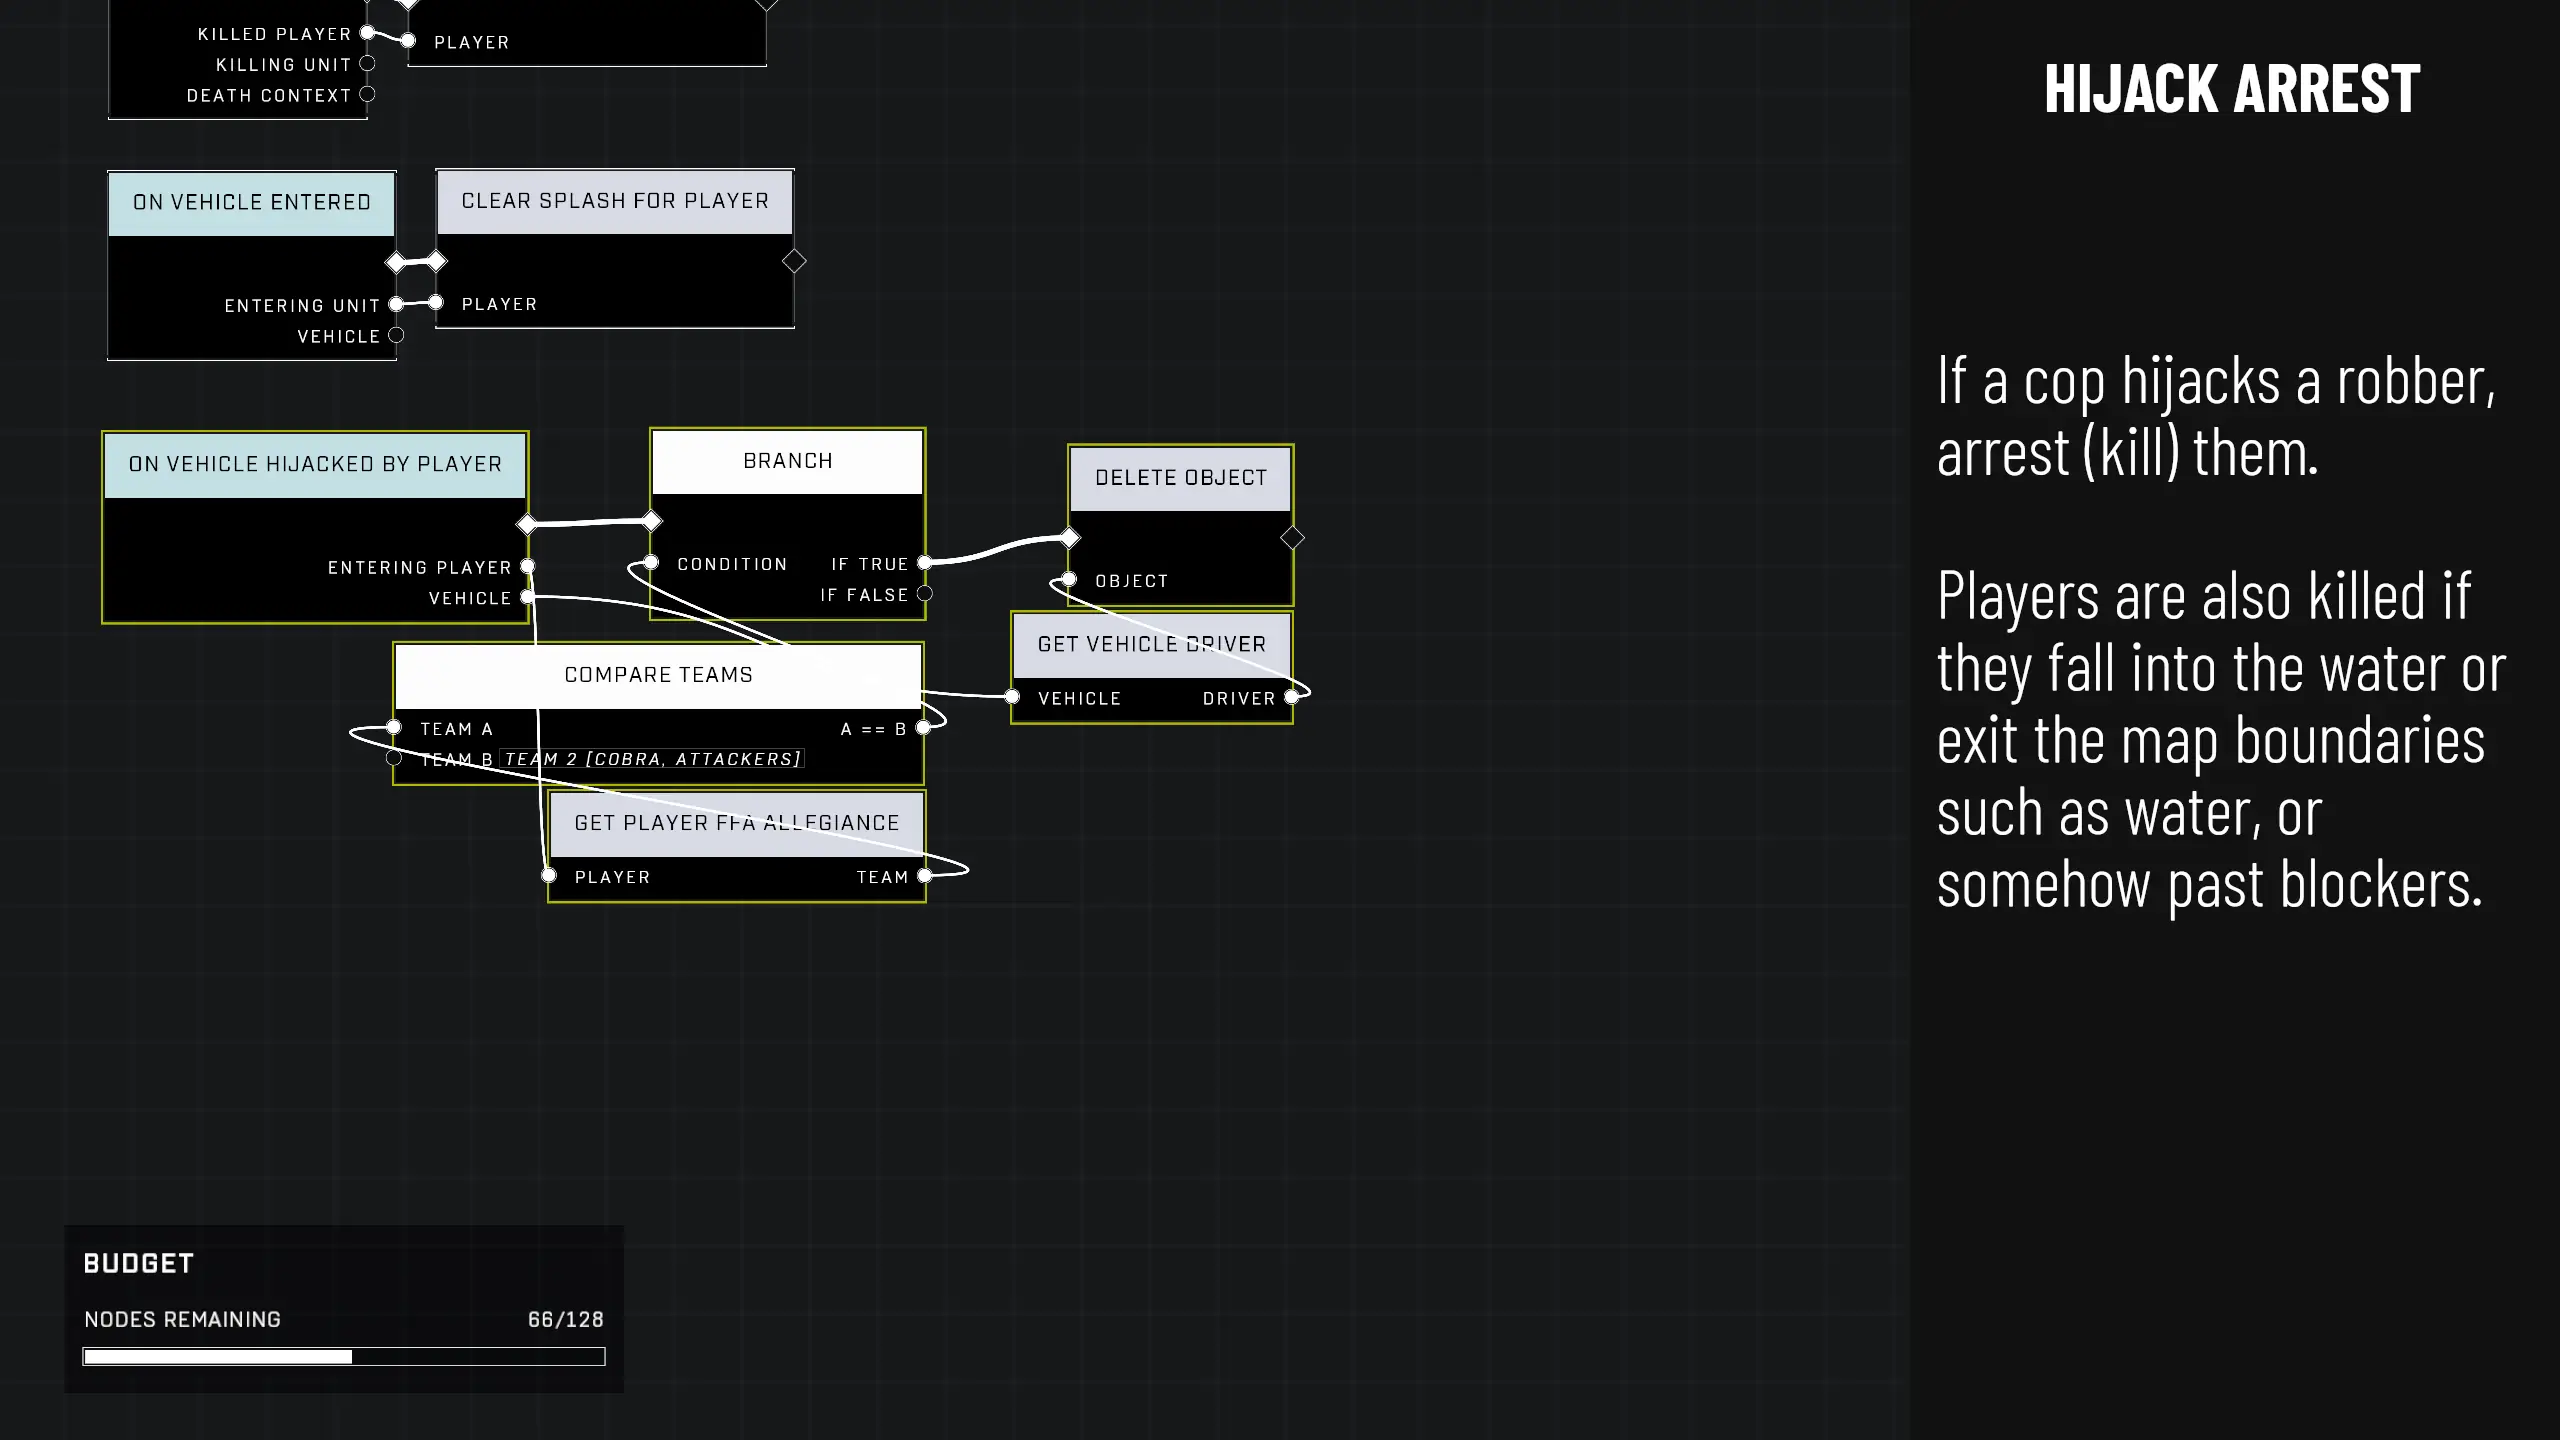 KILLED PLAYER
KILLING UNIT
DEATH CONTEXT
PLAYER
ON VEHICLE ENTERED
ENTERING UNIT
VEHICLE
CLEAR SPLASH FOR PLAYER
PLAYER
ON VEHICLE HIJACKED BY PLAYER
ENTERING PLAYER
VEHICLE
BRANCH
CONDITION IF TRUE
IF FALSE
DELETE OBJECT
OBJECT
GET VEHICLE DRIVER
VEHICLE DRIVER
COMPARE TEAMS
TEAM A A == B
TEAM B TEAM 2 [COBRA, ATTACKERS]
GET PLAYER FFA ALLEGIANCE
PLAYER TEAM
BUDGET
NODES REMAINING 66/128
HIJACK ARREST
If a cop hijacks a robber,
arrest (kill) them.
Players are also killed if
they fall into the water or
exit the map boundaries
such as water, or
somehow past blockers.